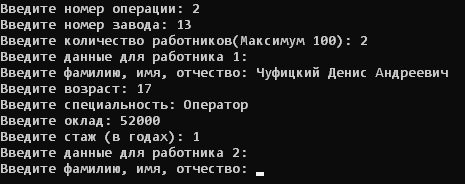 Введите номер операции: 2
Введите номер завода: 13
Введите количество работников(Максимум 100): 2
Введите данные для работника 1:
Введите фамилию, имя, отчество: Чуфицкий Денис Андреевич
Введите возраст: 17
Введите специальность: Оператор
Введите оклад: 52000
Введите стаж (в годах): 1
Введите данные для работника 2:
Введите фамилию, имя, отчество: